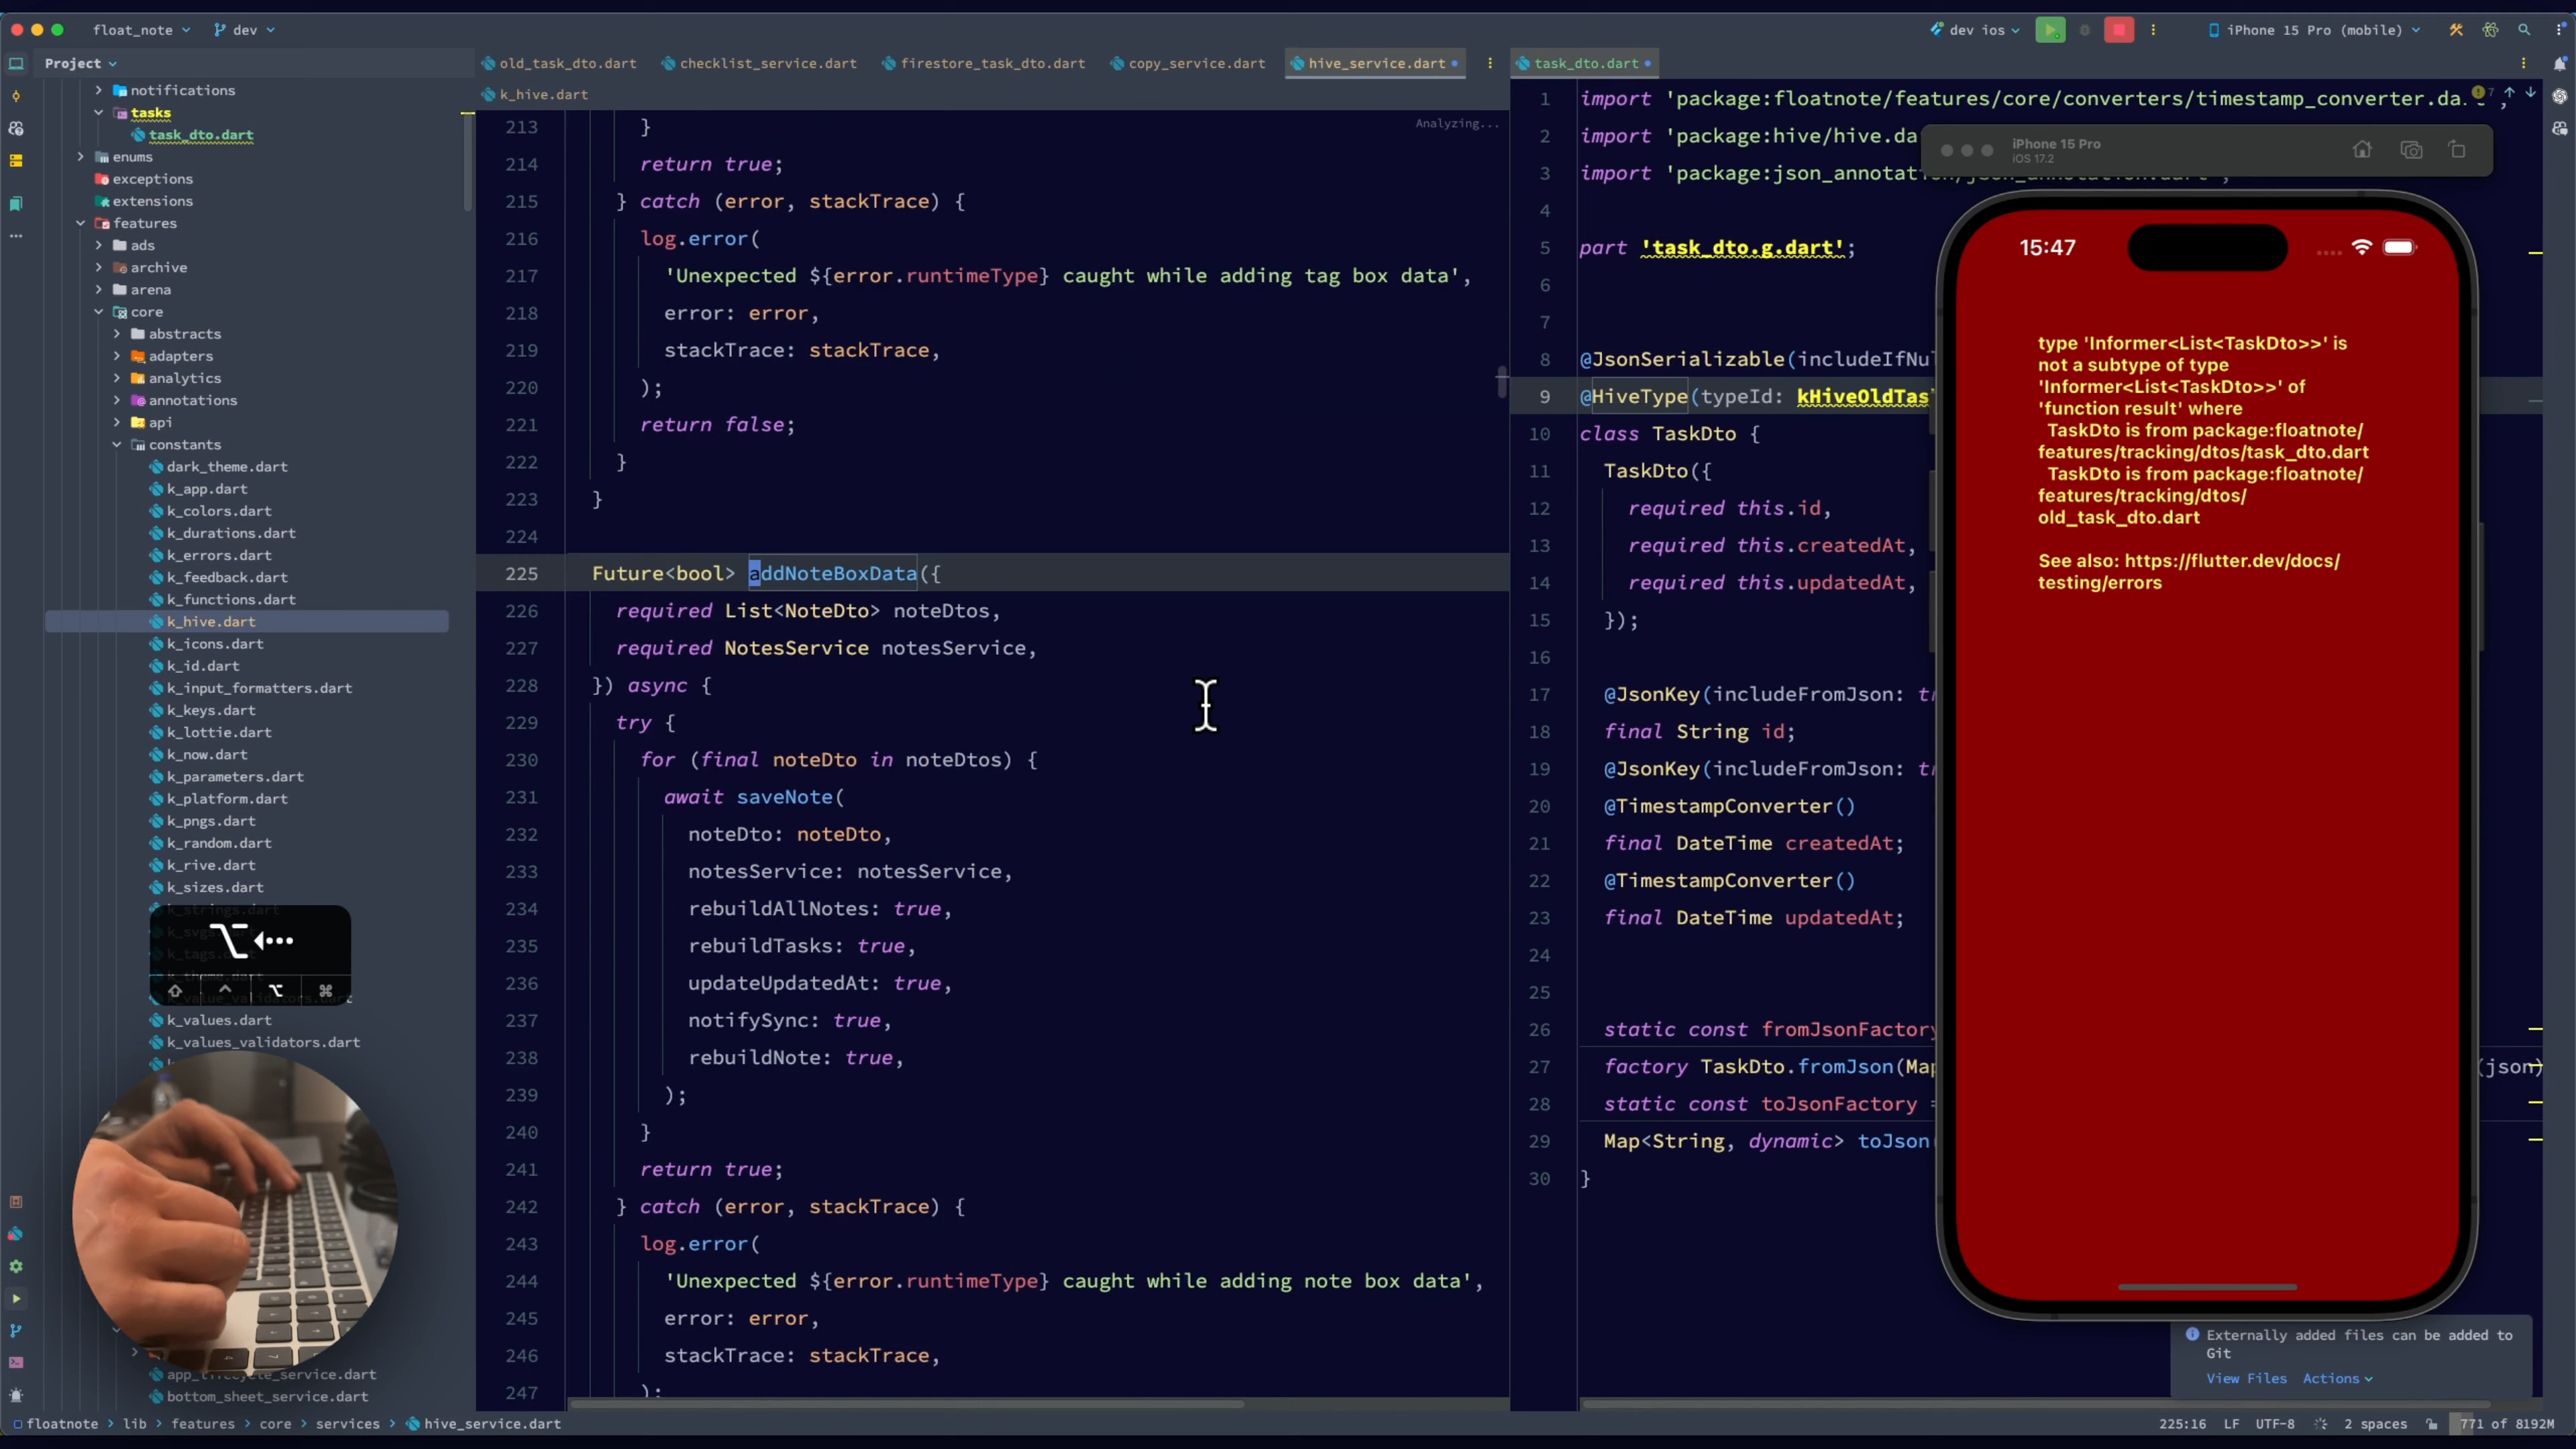 float_note
dev
dev ios
iPhone 15 Pro (mobile)
Project
old_task_dto.dart
checklist_service.dart
firestore_task_dto.dart
copy_service.dart
hive_service.dart
task_dto.dart
k_hive.dart
notifications
tasks
task_dto.dart
enums
exceptions
extensions
features
ads
archive
arena
core
abstracts
adapters
analytics
annotations
api
constants
dark_theme.dart
k_app.dart
k_colors.dart
k_durations.dart
k_errors.dart
k_feedback.dart
k_functions.dart
k_hive.dart
k_icons.dart
k_id.dart
k_input_formatters.dart
k_keys.dart
k_lottie.dart
k_now.dart
k_parameters.dart
k_platform.dart
k_pngs.dart
k_random.dart
k_rive.dart
k_sizes.dart
k_strings.dart
k_values.dart
k_values_validators.dart
app_lifecycle_service.dart
bottom_sheet_service.dart
Analyzing...
213 }
214 return true;
215 } catch (error, stackTrace) {
216 log.error(
217 'Unexpected ${error.runtimeType} caught while adding tag box data',
218 error: error,
219 stackTrace: stackTrace,
220 );
221 return false;
222 }
223 }
224
225 Future<bool> addNoteBoxData({
226 required List<NoteDto> noteDtos,
227 required NotesService notesService,
228 }) async {
229 try {
230 for (final noteDto in noteDtos) {
231 await saveNote(
232 noteDto: noteDto,
233 notesService: notesService,
234 rebuildAllNotes: true,
235 rebuildTasks: true,
236 updateUpdatedAt: true,
237 notifySync: true,
238 rebuildNote: true,
239 );
240 }
241 return true;
242 } catch (error, stackTrace) {
243 log.error(
244 'Unexpected ${error.runtimeType} caught while adding note box data',
245 error: error,
246 stackTrace: stackTrace,
247 );
1 import 'package:floatnote/features/core/converters/timestamp_converter.da
7
2 import 'package:hive/hive.da
3 import 'package:json_annotation/json_annotation.dart';
4
5 part 'task_dto.g.dart';
6
7
8 @JsonSerializable(includeIfNul
9 @HiveType(typeId: kHiveOldTas
10 class TaskDto {
11 TaskDto({
12 required this.id,
13 required this.createdAt,
14 required this.updatedAt,
15 });
16
17 @JsonKey(includeFromJson: tr
18 final String id;
19 @JsonKey(includeFromJson: tr
20 @TimestampConverter()
21 final DateTime createdAt;
22 @TimestampConverter()
23 final DateTime updatedAt;
24
25
26 static const fromJsonFactory
27 factory TaskDto.fromJson(Map (json)
28 static const toJsonFactory =
29 Map<String, dynamic> toJson(
30 }
iPhone 15 Pro
iOS 17.2
15:47
type 'Informer<List<TaskDto>>' is
not a subtype of type
'Informer<List<TaskDto>>' of
'function result' where
TaskDto is from package:floatnote/
features/tracking/dtos/task_dto.dart
TaskDto is from package:floatnote/
features/tracking/dtos/
old_task_dto.dart
See also: https://flutter.dev/docs/
testing/errors
Externally added files can be added to
Git
View Files Actions
floatnote > lib > features > core > services > hive_service.dart
225:16 LF UTF-8 2 spaces 771 of 8192M